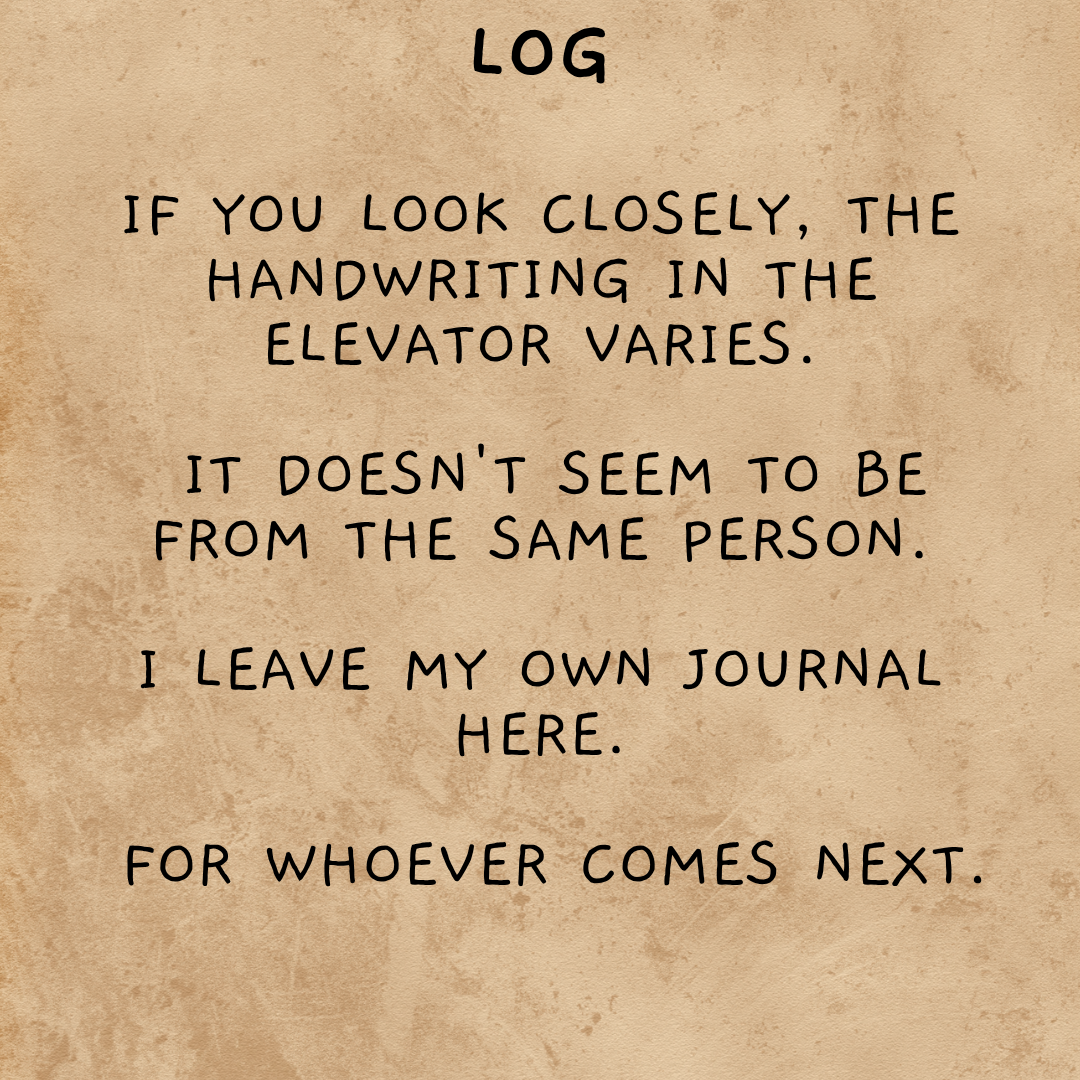 LOG
IF YOU LOOK CLOSELY, THE
HANDWRITING IN THE
ELEVATOR VARIES.
IT DOESN'T SEEM TO BE
FROM THE SAME PERSON.
I LEAVE MY OWN JOURNAL
HERE.
FOR WHOEVER COMES NEXT.